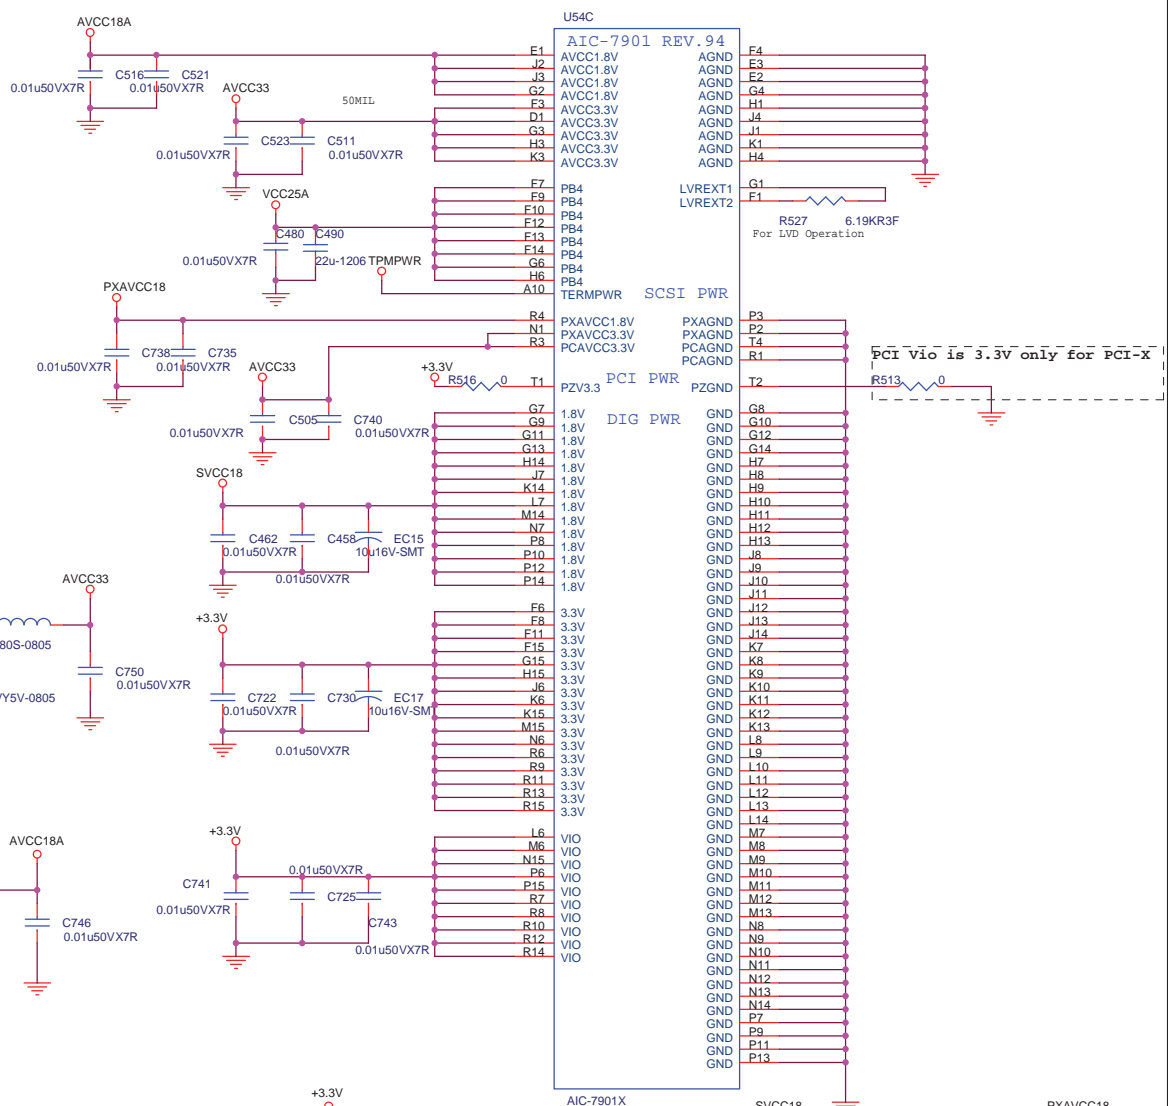 U54C
AIC-7901 REV.94
AVCC18A
C516 C521
0.01u50VX7R 0.01u50VX7R
AVCC33
50MIL
C523 C511
0.01u50VX7R 0.01u50VX7R
VCC25A
C480 C490
0.01u50VX7R 22u-1206
TPMPWR
PXAVCC18
C738 C735
0.01u50VX7R 0.01u50VX7R
AVCC33
C505 C740
0.01u50VX7R 0.01u50VX7R
+3.3V
R516 0
SVCC18
C462 C458 EC15
0.01u50VX7R 10u16V-SMT
0.01u50VX7R
AVCC33
80S-0805
C750
0.01u50VX7R
VY5V-0805
+3.3V
C722 C730 EC17
0.01u50VX7R 10u16V-SMT
0.01u50VX7R
AVCC18A
C746
0.01u50VX7R
+3.3V
0.01u50VX7R
C741 C725
0.01u50VX7R C743
0.01u50VX7R
+3.3V
E1 AVCC1.8V
J2 AVCC1.8V
J3 AVCC1.8V
G2 AVCC1.8V
F3 AVCC3.3V
D1 AVCC3.3V
G3 AVCC3.3V
H3 AVCC3.3V
K3 AVCC3.3V
F7 PB4
F9 PB4
F10 PB4
F12 PB4
F13 PB4
F14 PB4
G6 PB4
H6 PB4
A10 TERMPWR
SCSI PWR
R4 PXAVCC1.8V
N1 PXAVCC3.3V
R3 PCAVCC3.3V
T1 PZV3.3
PCI PWR
DIG PWR
G7 1.8V
G9 1.8V
G11 1.8V
G13 1.8V
H14 1.8V
J7 1.8V
K14 1.8V
L7 1.8V
M14 1.8V
N7 1.8V
P8 1.8V
P10 1.8V
P12 1.8V
P14 1.8V
F6 3.3V
F8 3.3V
F11 3.3V
F15 3.3V
G15 3.3V
H15 3.3V
J6 3.3V
K6 3.3V
K15 3.3V
M15 3.3V
N6 3.3V
R6 3.3V
R9 3.3V
R11 3.3V
R13 3.3V
R15 3.3V
L6 VIO
M6 VIO
N15 VIO
P6 VIO
P15 VIO
R7 VIO
R8 VIO
R10 VIO
R12 VIO
R14 VIO
AGND F4
AGND E3
AGND E2
AGND G4
AGND H1
AGND J4
AGND J1
AGND K1
AGND H4
LVREXT1 G1
LVREXT2 F1
R527 6.19KR3F
For LVD Operation
PXAGND P3
PXAGND P2
PCAGND T4
PCAGND R1
PZGND T2
PCI Vio is 3.3V only for PCI-X
R513 0
GND G8
GND G10
GND G12
GND G14
GND H7
GND H8
GND H9
GND H10
GND H11
GND H12
GND H13
GND J8
GND J9
GND J10
GND J11
GND J12
GND J13
GND J14
GND K7
GND K8
GND K9
GND K10
GND K11
GND K12
GND K13
GND L8
GND L9
GND L10
GND L11
GND L12
GND L13
GND L14
GND M7
GND M8
GND M9
GND M10
GND M11
GND M12
GND M13
GND N8
GND N9
GND N10
GND N11
GND N12
GND N13
GND N14
GND P7
GND P9
GND P11
GND P13
AIC-7901X
SVCC18
PXAVCC18